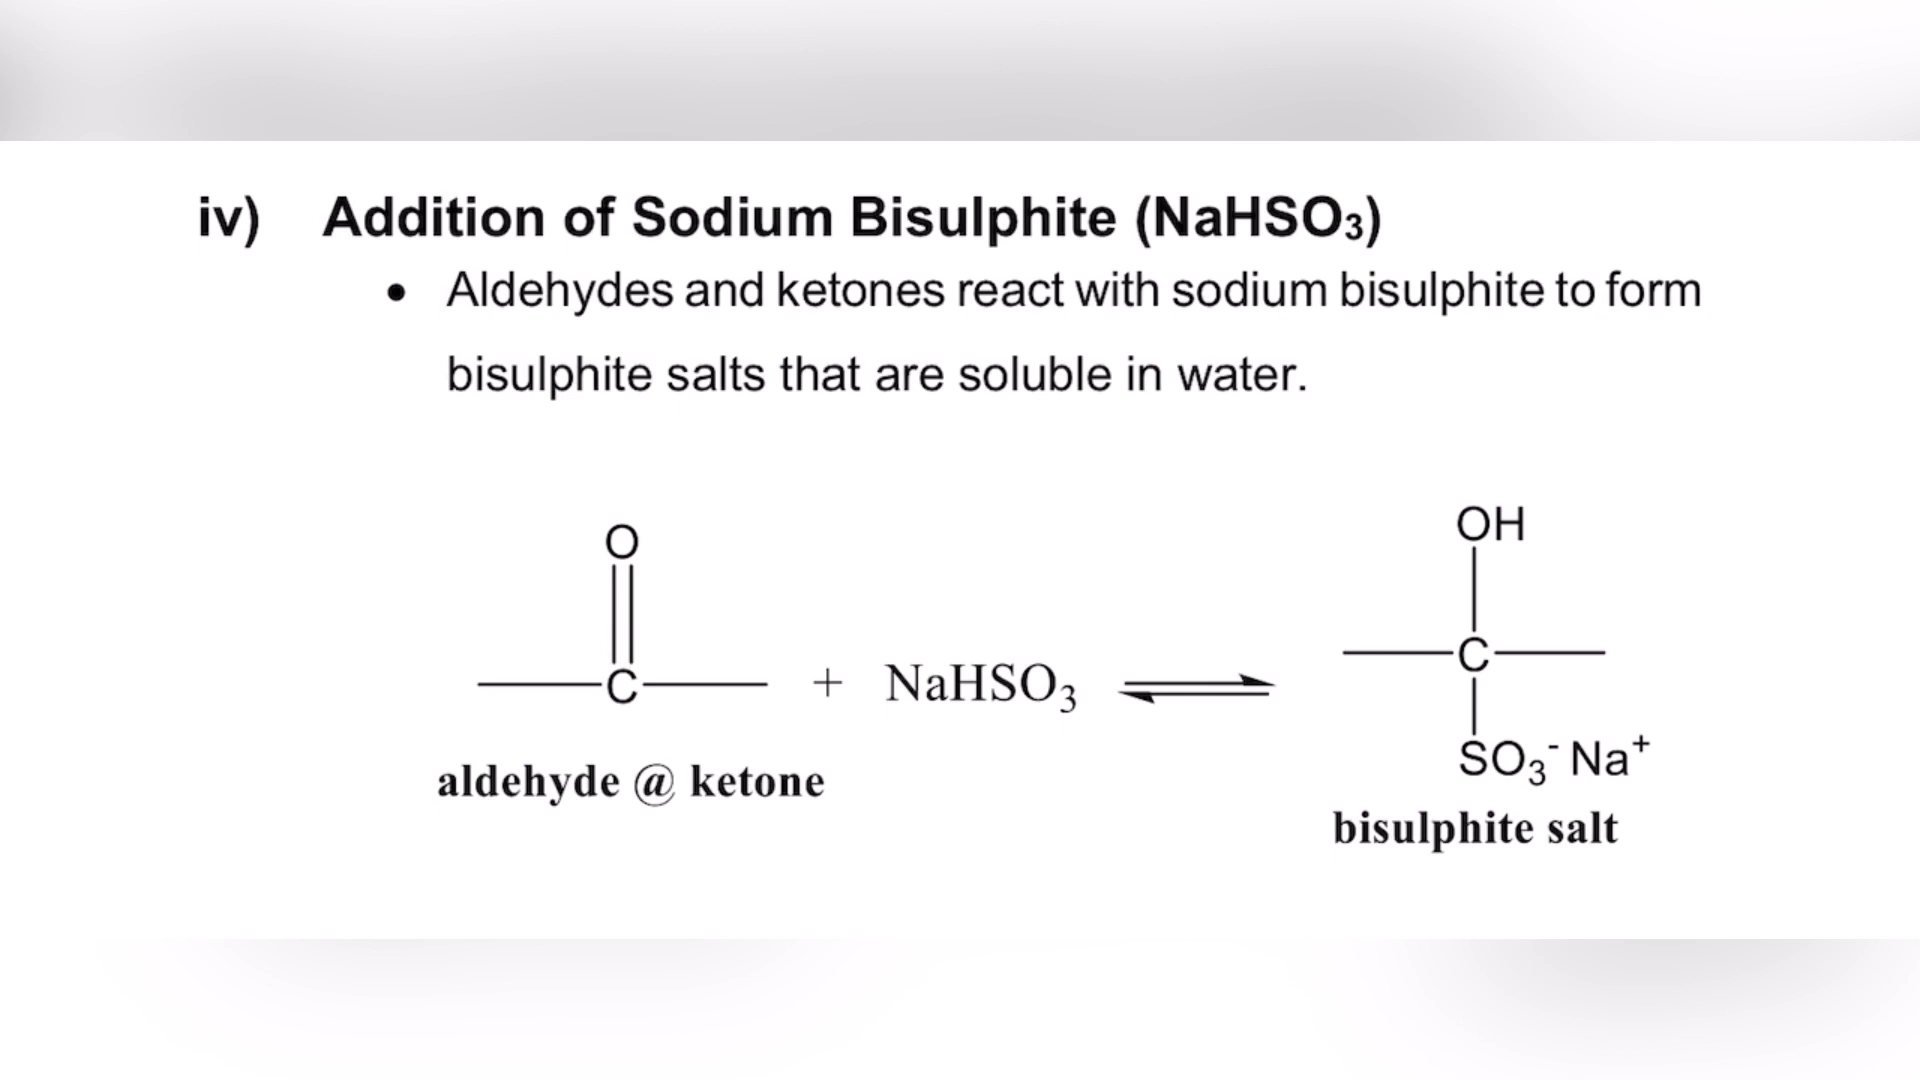 iv) Addition of Sodium Bisulphite (NaHSO₃)
• Aldehydes and ketones react with sodium bisulphite to form
bisulphite salts that are soluble in water.
OH
O
C
C + NaHSO₃ ⇌
SO₃⁻ Na⁺
aldehyde @ ketone
bisulphite salt